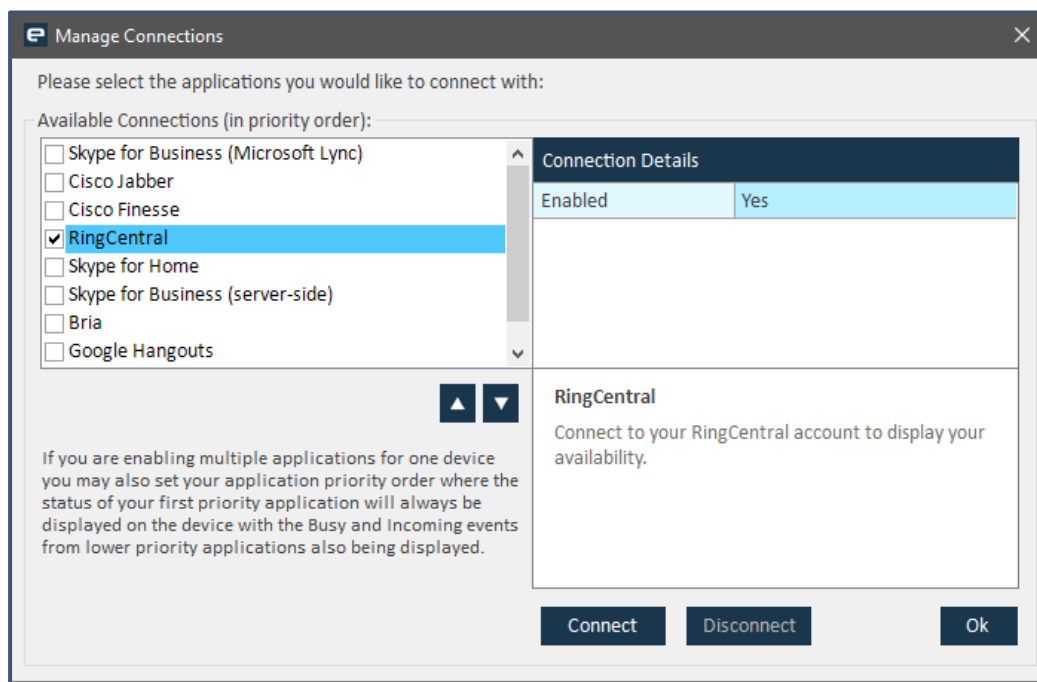 Manage Connections
Please select the applications you would like to connect with:
Available Connections (in priority order):
Skype for Business (Microsoft Lync)
Cisco Jabber
Cisco Finesse
RingCentral
Skype for Home
Skype for Business (server-side)
Bria
Google Hangouts
If you are enabling multiple applications for one device
you may also set your application priority order where the
status of your first priority application will always be
displayed on the device with the Busy and Incoming events
from lower priority applications also being displayed.
Connection Details
Enabled Yes
RingCentral
Connect to your RingCentral account to display your
availability.
Connect Disconnect Ok